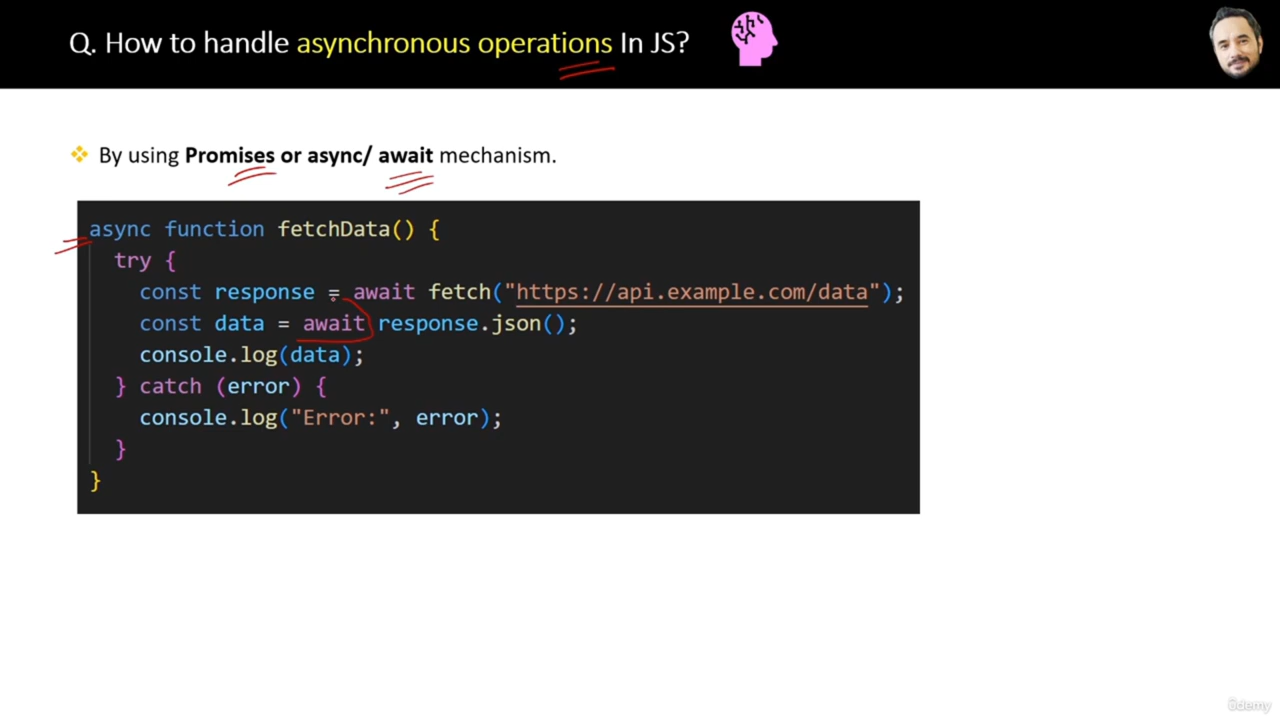 Q. How to handle asynchronous operations In JS?
By using Promises or async/ await mechanism.
async function fetchData() {
try {
const response = await fetch("https://api.example.com/data");
const data = await response.json();
console.log(data);
} catch (error) {
console.log("Error:", error);
}
}
ûdemy